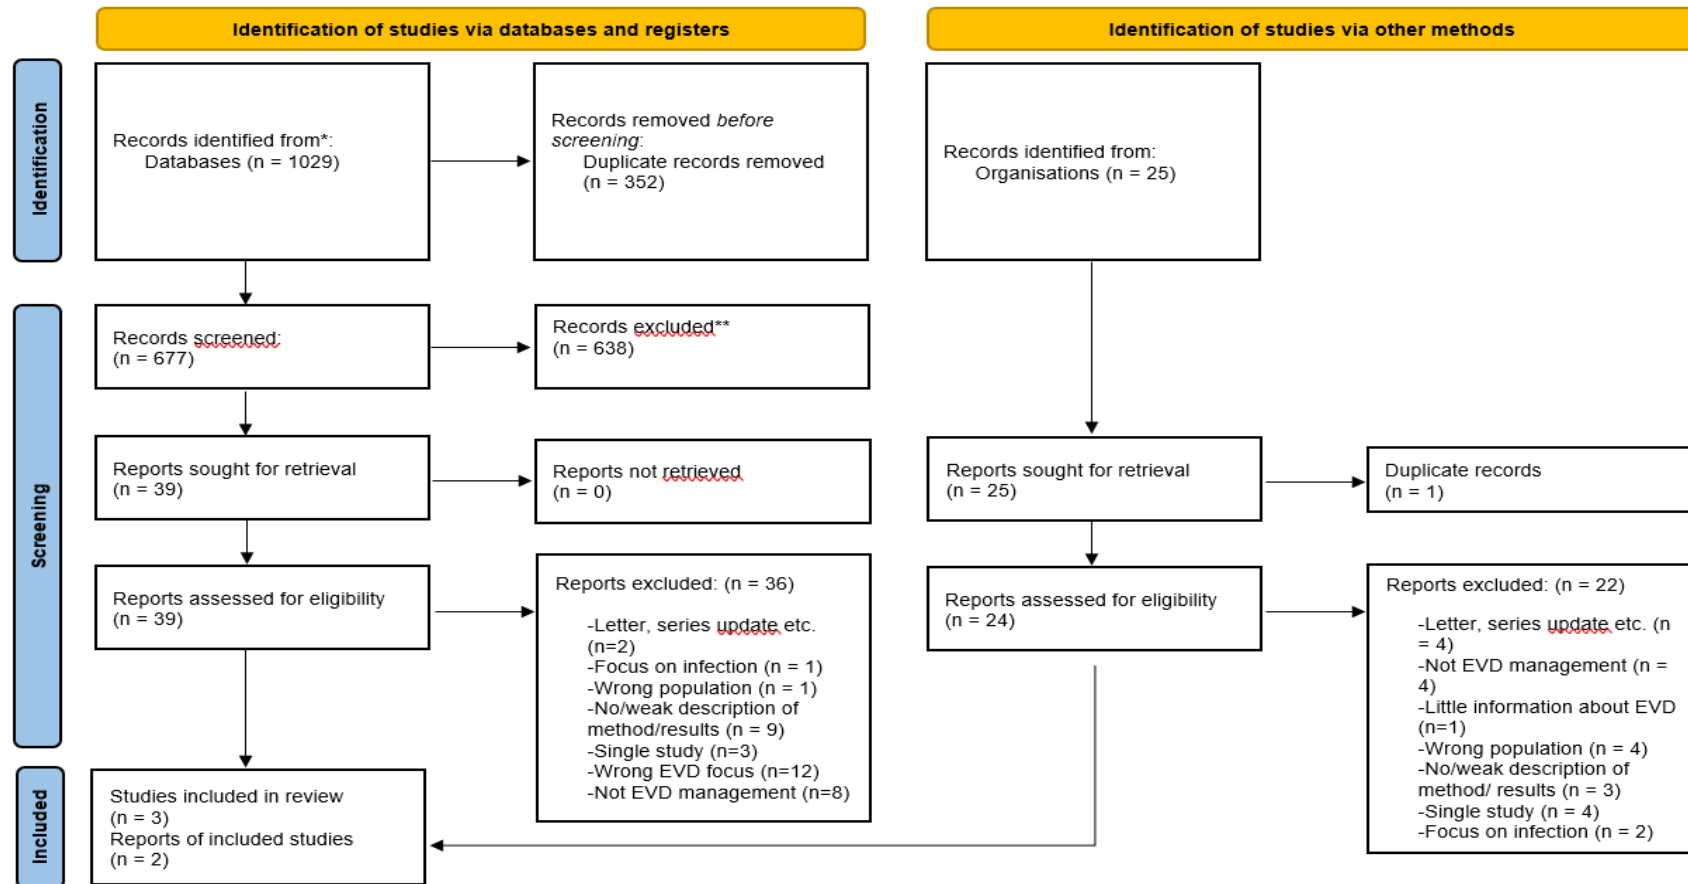 Identification of studies via databases and registers
Identification of studies via other methods
Identification
Records identified from*:
Databases (n = 1029)
Records removed before
screening:
Duplicate records removed
(n = 352)
Records identified from:
Organisations (n = 25)
Screening
Records screened:
(n = 677)
Records excluded**
(n = 638)
Reports sought for retrieval
(n = 39)
Reports not retrieved
(n = 0)
Reports sought for retrieval
(n = 25)
Duplicate records
(n = 1)
Reports assessed for eligibility
(n = 39)
Reports excluded: (n = 36)
-Letter, series update etc.
(n=2)
-Focus on infection (n = 1)
-Wrong population (n = 1)
-No/weak description of
method/results (n = 9)
-Single study (n=3)
-Wrong EVD focus (n=12)
-Not EVD management (n=8)
Reports assessed for eligibility
(n = 24)
Reports excluded: (n = 22)
-Letter, series update etc. (n
= 4)
-Not EVD management (n =
4)
-Little information about EVD
(n=1)
-Wrong population (n = 4)
-No/weak description of
method/ results (n = 3)
-Single study (n = 4)
-Focus on infection (n = 2)
Included
Studies included in review
(n = 3)
Reports of included studies
(n = 2)